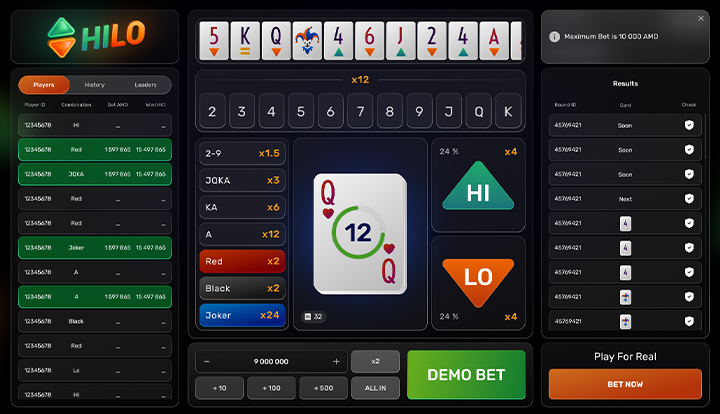 HILO
Players History Leaders
Player ID Combination Bet AMD Win AMD
12345678 Hi _ _
12345678 Red 1 597 865 15 497 865
12345678 JQKA 1 597 865 15 497 865
12345678 Red _ _
12345678 Red _ _
12345678 Joker 1 597 865 15 497 865
12345678 A _ _
12345678 4 1 597 865 15 497 865
12345678 Black _ _
12345678 Red _ _
12345678 Lo _ _
12345678 Hi _ _
5 K Q 4 6 J 2 4 A
x12
2 3 4 5 6 7 8 9 J Q K
2-9 x1.5
JQKA x3
KA x6
A x12
Red x2
Black x2
Joker x24
Q
12
Q
32
24 % x4
HI
LO
24 % x4
− 9 000 000 + x2
+ 10 + 100 + 500 ALL IN
DEMO BET
×
Maximum Bet is 10 000 AMD
Results
Round ID Card Check
45769421 Soon
45769421 Soon
45769421 Soon
45769421 Next
45769421 4
45769421 4
45769421 4
45769421
45769421
Play For Real
BET NOW